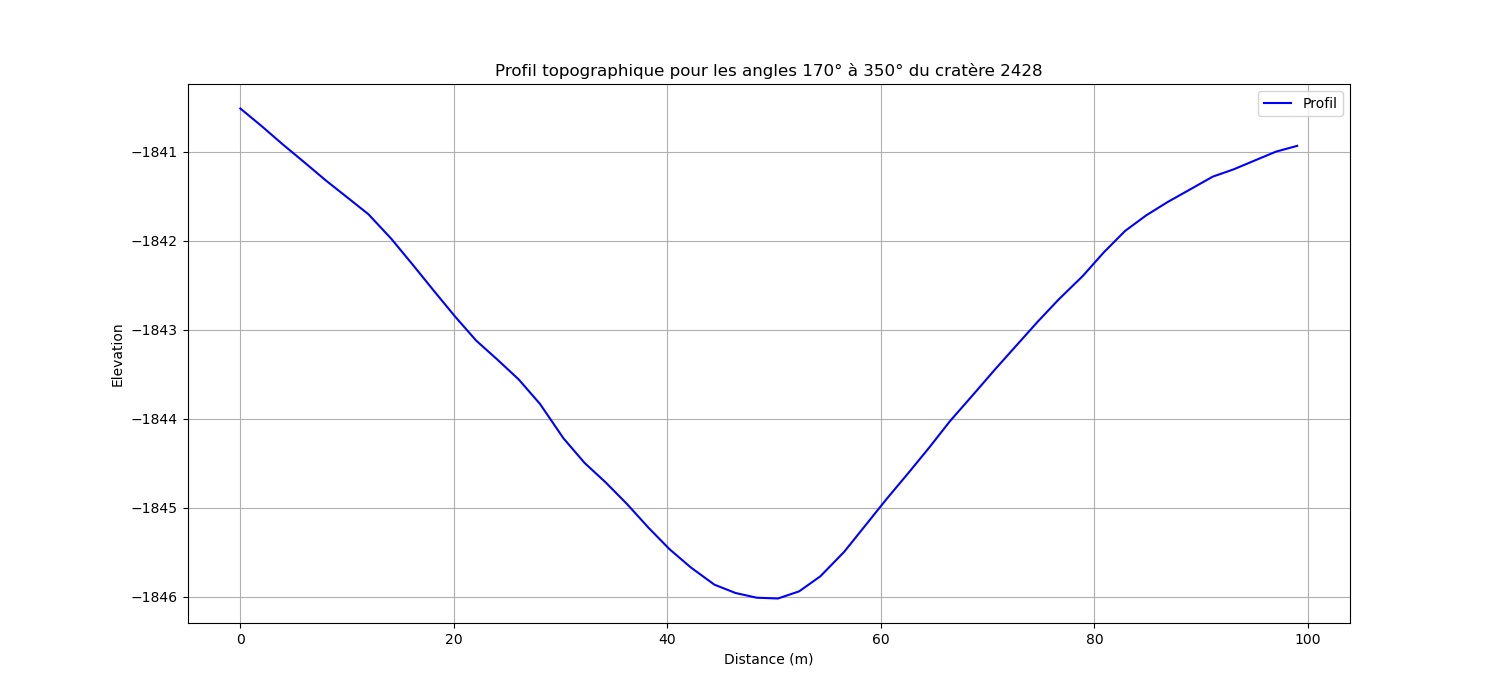 Profil topographique pour les angles 170° à 350° du cratère 2428
Profil
−1841
−1842
−1843
−1844
−1845
−1846
Elevation
0 20 40 60 80 100
Distance (m)